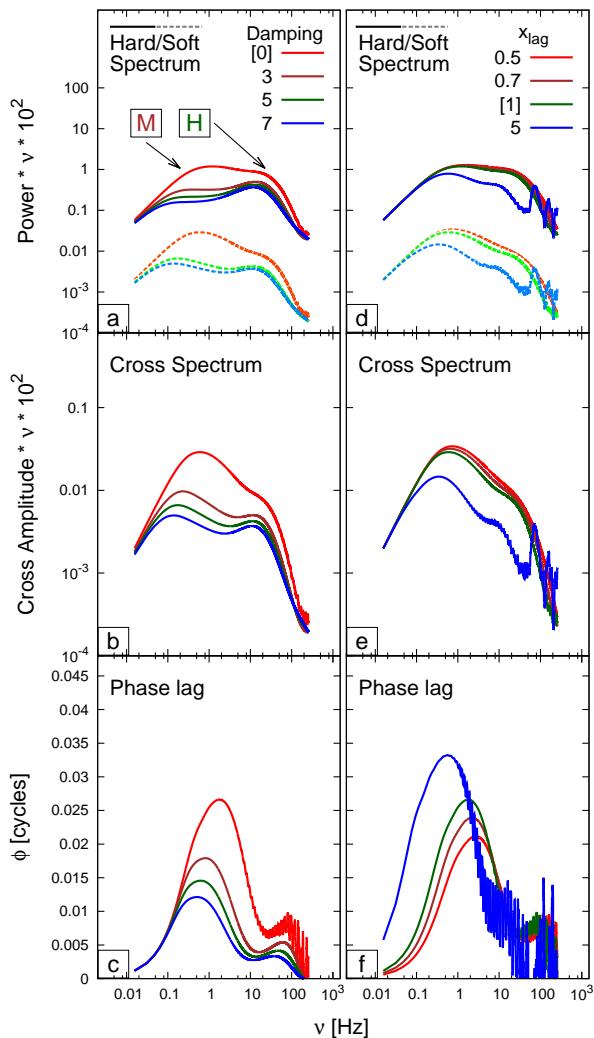 Hard/Soft
Spectrum
Damping
[0]
3
5
7
M
H
100
10
1
0.1
0.01
10⁻³
10⁻⁴
Power * ν * 10²
a
Hard/Soft
Spectrum
x_lag
0.5
0.7
[1]
5
d
Cross Spectrum
0.1
0.01
10⁻³
10⁻⁴
Cross Amplitude * ν * 10²
b
Cross Spectrum
e
Phase lag
0.045
0.04
0.035
0.03
0.025
0.02
0.015
0.01
0.005
0
ϕ [cycles]
c
Phase lag
f
0.01 0.1 1 10 100 10³
0.01 0.1 1 10 100 10³
ν [Hz]